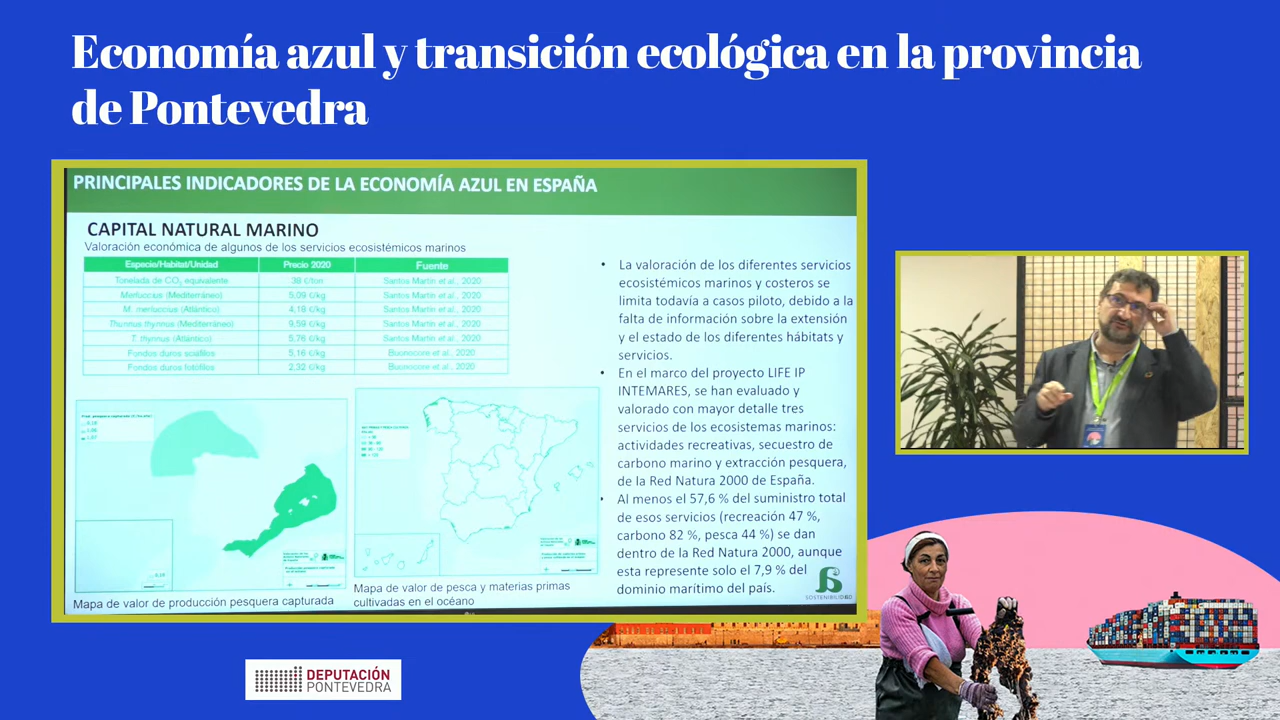 Economía azul y transición ecológica en la provincia
de Pontevedra
PRINCIPALES INDICADORES DE LA ECONOMÍA AZUL EN ESPAÑA
CAPITAL NATURAL MARINO
Valoración económica de algunos de los servicios ecosistémicos marinos
Especie/Habitat/Unidad Precio 2020 Fuente
Tonelada de CO2 equivalente 38 €/ton Santos Martín et al., 2020
Merluccius (Mediterráneo) 5,09 €/kg Santos Martín et al., 2020
M. merluccius (Atlántico) 4,18 €/kg Santos Martín et al., 2020
Thunnus thynnus (Mediterráneo) 9,59 €/kg Santos Martín et al., 2020
T. thynnus (Atlántico) 5,76 €/kg Santos Martín et al., 2020
Fondos duros sciáfilos 5,16 €/kg Buonocore et al., 2020
Fondos duros fotófilos 2,32 €/kg Buonocore et al., 2020
Mapa de valor de producción pesquera capturada
Mapa de valor de pesca y materias primas
cultivadas en el océano
• La valoración de los diferentes servicios
ecosistémicos marinos y costeros se
limita todavía a casos piloto, debido a la
falta de información sobre la extensión
y el estado de los diferentes hábitats y
servicios.
• En el marco del proyecto LIFE IP
INTEMARES, se han evaluado y
valorado con mayor detalle tres
servicios de los ecosistemas marinos:
actividades recreativas, secuestro de
carbono marino y extracción pesquera,
de la Red Natura 2000 de España.
• Al menos el 57,6 % del suministro total
de esos servicios (recreación 47 %,
carbono 82 %, pesca 44 %) se dan
dentro de la Red Natura 2000, aunque
esta represente solo el 7,9 % del
dominio marítimo del país.
DEPUTACIÓN
PONTEVEDRA